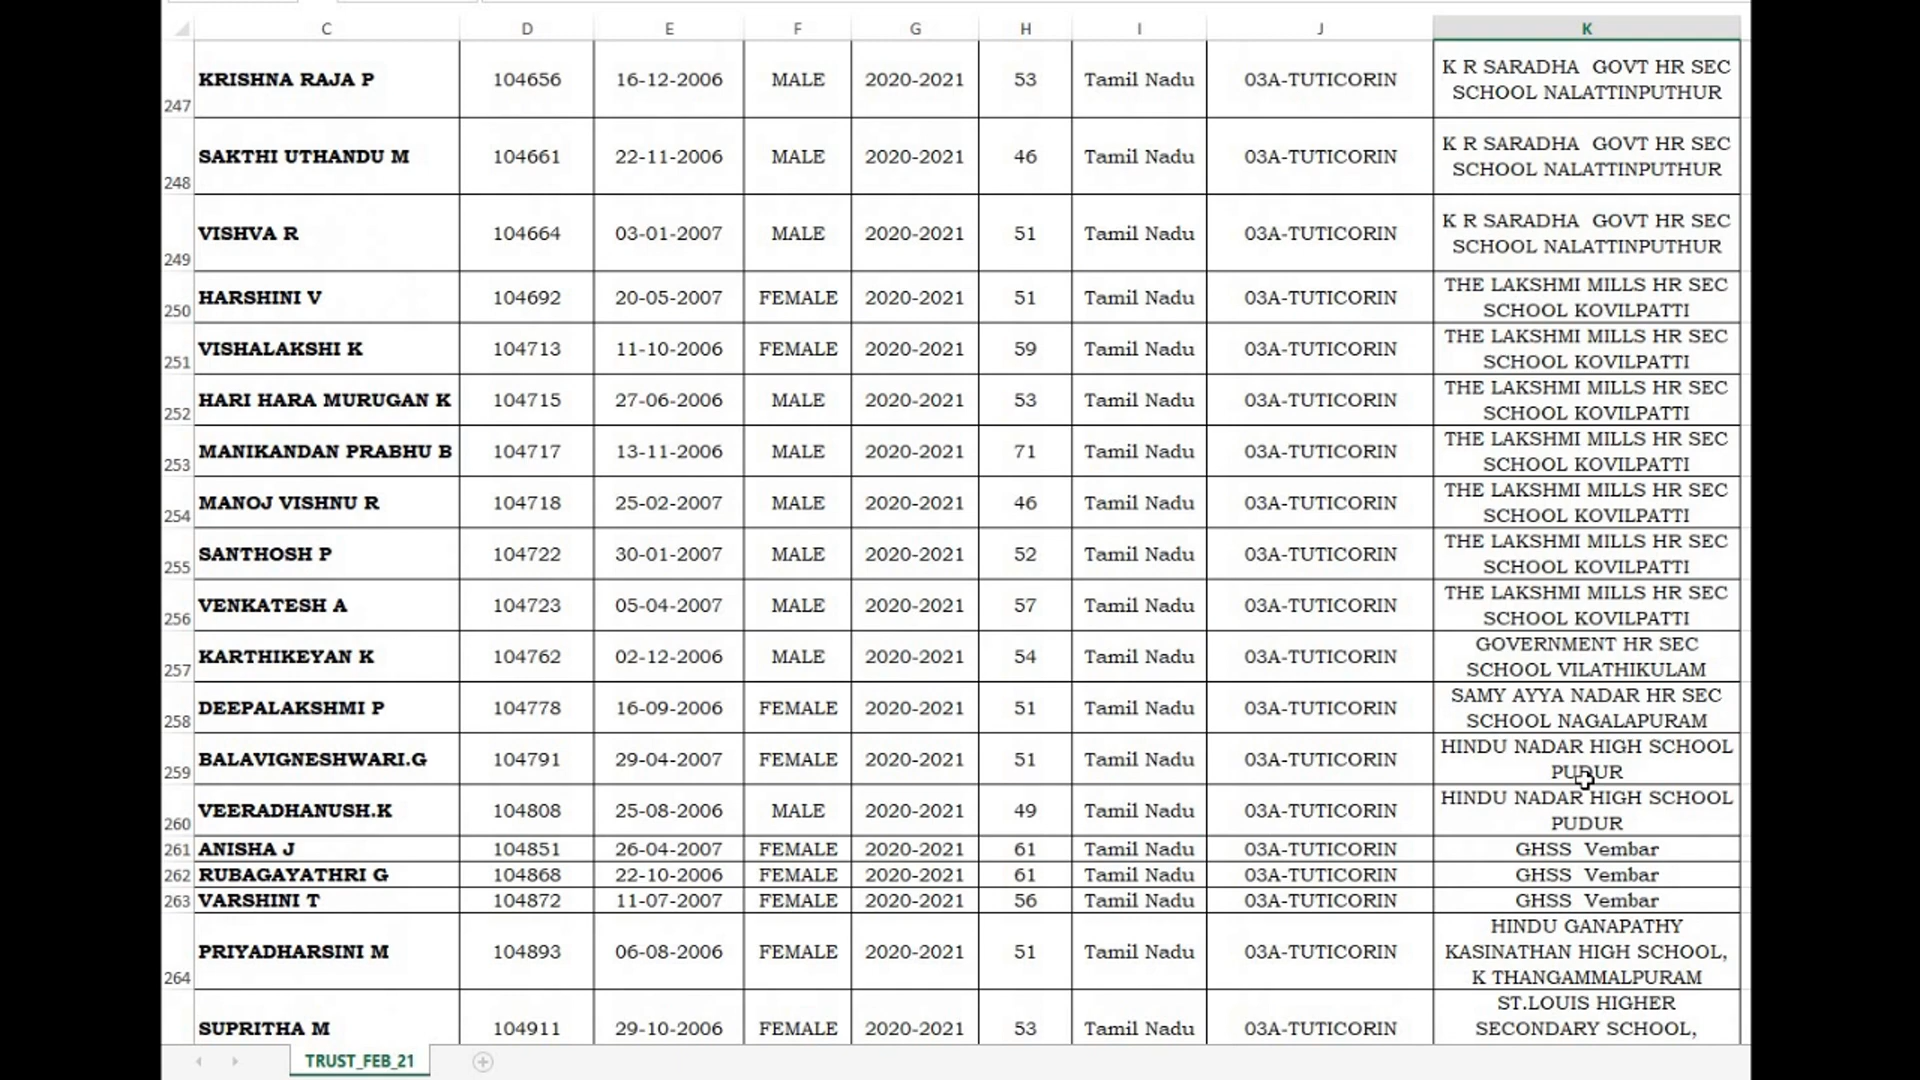 C D E F G H I J K
247 KRISHNA RAJA P 104656 16-12-2006 MALE 2020-2021 53 Tamil Nadu 03A-TUTICORIN K R SARADHA GOVT HR SEC
SCHOOL NALATTINPUTHUR
248 SAKTHI UTHANDU M 104661 22-11-2006 MALE 2020-2021 46 Tamil Nadu 03A-TUTICORIN K R SARADHA GOVT HR SEC
SCHOOL NALATTINPUTHUR
249 VISHVA R 104664 03-01-2007 MALE 2020-2021 51 Tamil Nadu 03A-TUTICORIN K R SARADHA GOVT HR SEC
SCHOOL NALATTINPUTHUR
250 HARSHINI V 104692 20-05-2007 FEMALE 2020-2021 51 Tamil Nadu 03A-TUTICORIN THE LAKSHMI MILLS HR SEC
SCHOOL KOVILPATTI
251 VISHALAKSHI K 104713 11-10-2006 FEMALE 2020-2021 59 Tamil Nadu 03A-TUTICORIN THE LAKSHMI MILLS HR SEC
SCHOOL KOVILPATTI
252 HARI HARA MURUGAN K 104715 27-06-2006 MALE 2020-2021 53 Tamil Nadu 03A-TUTICORIN THE LAKSHMI MILLS HR SEC
SCHOOL KOVILPATTI
253 MANIKANDAN PRABHU B 104717 13-11-2006 MALE 2020-2021 71 Tamil Nadu 03A-TUTICORIN THE LAKSHMI MILLS HR SEC
SCHOOL KOVILPATTI
254 MANOJ VISHNU R 104718 25-02-2007 MALE 2020-2021 46 Tamil Nadu 03A-TUTICORIN THE LAKSHMI MILLS HR SEC
SCHOOL KOVILPATTI
255 SANTHOSH P 104722 30-01-2007 MALE 2020-2021 52 Tamil Nadu 03A-TUTICORIN THE LAKSHMI MILLS HR SEC
SCHOOL KOVILPATTI
256 VENKATESH A 104723 05-04-2007 MALE 2020-2021 57 Tamil Nadu 03A-TUTICORIN THE LAKSHMI MILLS HR SEC
SCHOOL KOVILPATTI
257 KARTHIKEYAN K 104762 02-12-2006 MALE 2020-2021 54 Tamil Nadu 03A-TUTICORIN GOVERNMENT HR SEC
SCHOOL VILATHIKULAM
258 DEEPALAKSHMI P 104778 16-09-2006 FEMALE 2020-2021 51 Tamil Nadu 03A-TUTICORIN SAMY AYYA NADAR HR SEC
SCHOOL NAGALAPURAM
259 BALAVIGNESHWARI.G 104791 29-04-2007 FEMALE 2020-2021 51 Tamil Nadu 03A-TUTICORIN HINDU NADAR HIGH SCHOOL
PUDUR
260 VEERADHANUSH.K 104808 25-08-2006 MALE 2020-2021 49 Tamil Nadu 03A-TUTICORIN HINDU NADAR HIGH SCHOOL
PUDUR
261 ANISHA J 104851 26-04-2007 FEMALE 2020-2021 61 Tamil Nadu 03A-TUTICORIN GHSS Vembar
262 RUBAGAYATHRI G 104868 22-10-2006 FEMALE 2020-2021 61 Tamil Nadu 03A-TUTICORIN GHSS Vembar
263 VARSHINI T 104872 11-07-2007 FEMALE 2020-2021 56 Tamil Nadu 03A-TUTICORIN GHSS Vembar
264 PRIYADHARSINI M 104893 06-08-2006 FEMALE 2020-2021 51 Tamil Nadu 03A-TUTICORIN HINDU GANAPATHY
KASINATHAN HIGH SCHOOL,
K THANGAMMALPURAM
SUPRITHA M 104911 29-10-2006 FEMALE 2020-2021 53 Tamil Nadu 03A-TUTICORIN ST.LOUIS HIGHER
SECONDARY SCHOOL,
TRUST_FEB_21